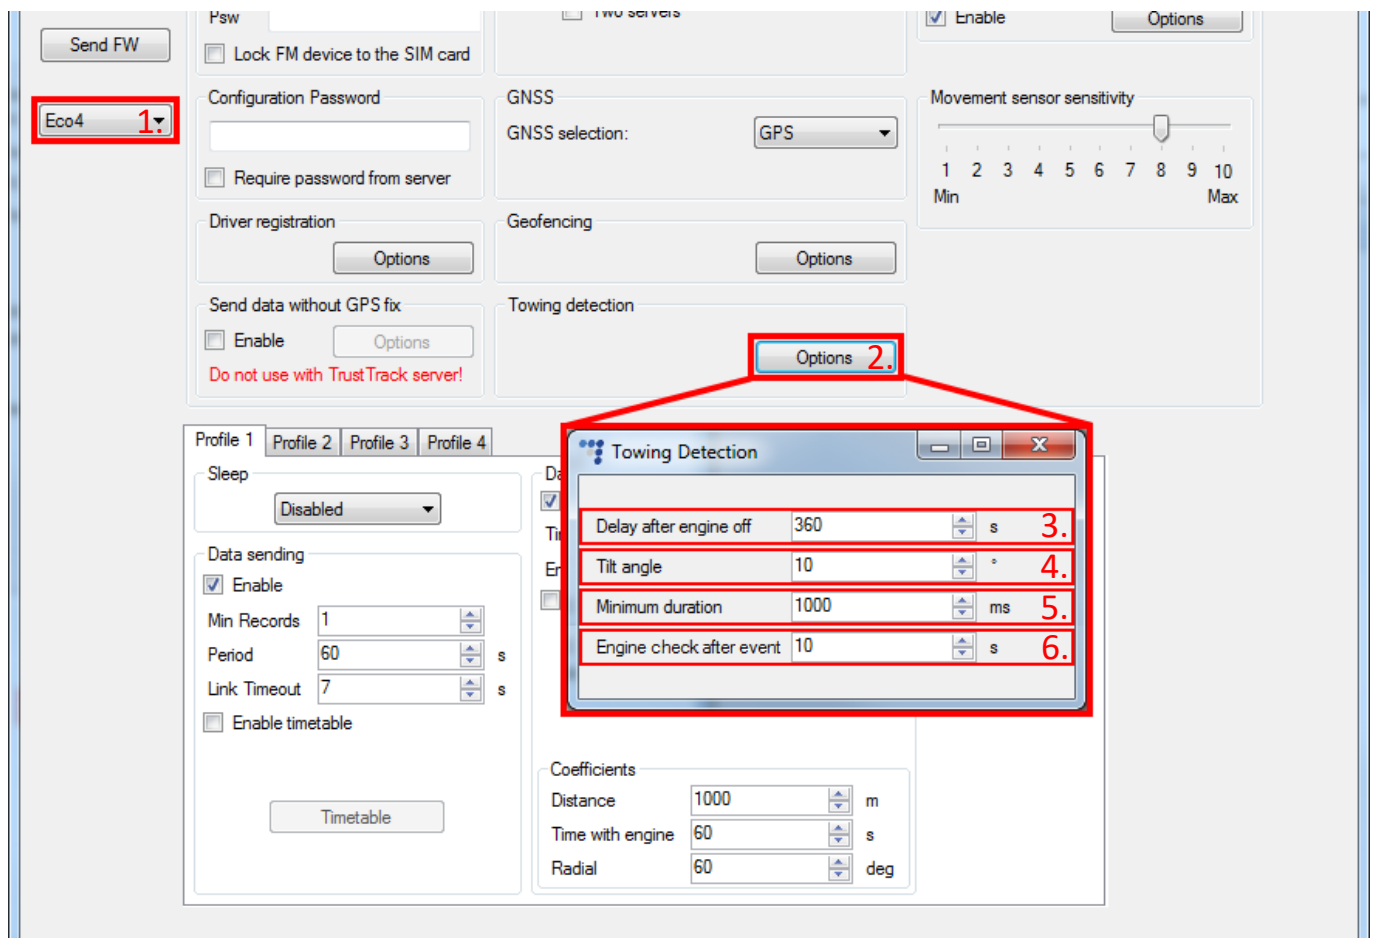 Psw
Two servers
Enable
Options
Send FW
Lock FM device to the SIM card
Eco4
1.
Configuration Password
Require password from server
GNSS
GNSS selection:
GPS
Movement sensor sensitivity
1 2 3 4 5 6 7 8 9 10
Min Max
Driver registration
Options
Geofencing
Options
Send data without GPS fix
Enable
Options
Do not use with TrustTrack server!
Towing detection
Options
2.
Profile 1 Profile 2 Profile 3 Profile 4
Sleep
Disabled
Data sending
Enable
Min Records 1
Period 60 s
Link Timeout 7 s
Enable timetable
Timetable
Da
Tir
Er
Towing Detection
Delay after engine off 360 s 3.
Tilt angle 10 ° 4.
Minimum duration 1000 ms 5.
Engine check after event 10 s 6.
Coefficients
Distance 1000 m
Time with engine 60 s
Radial 60 deg